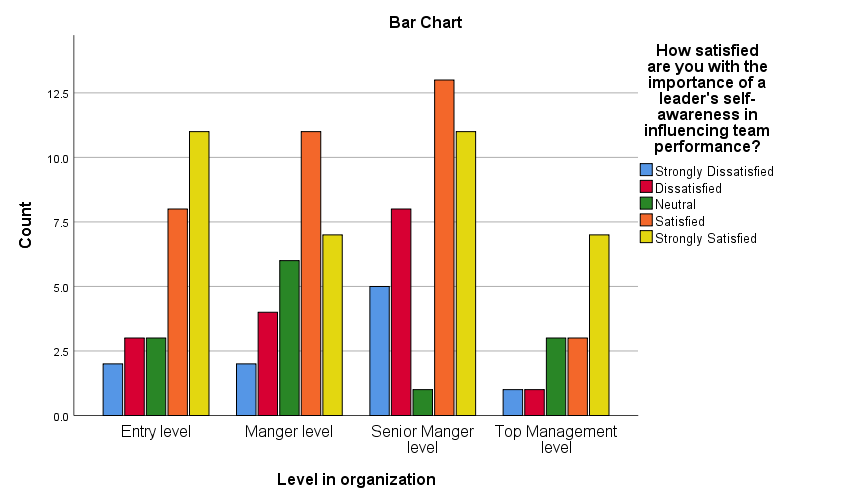 Bar Chart
How satisfied
are you with the
importance of a
leader's self-
awareness in
influencing team
performance?
Strongly Dissatisfied
Dissatisfied
Neutral
Satisfied
Strongly Satisfied
Count
12.5
10.0
7.5
5.0
2.5
0.0
Entry level
Manger level
Senior Manger
level
Top Management
level
Level in organization